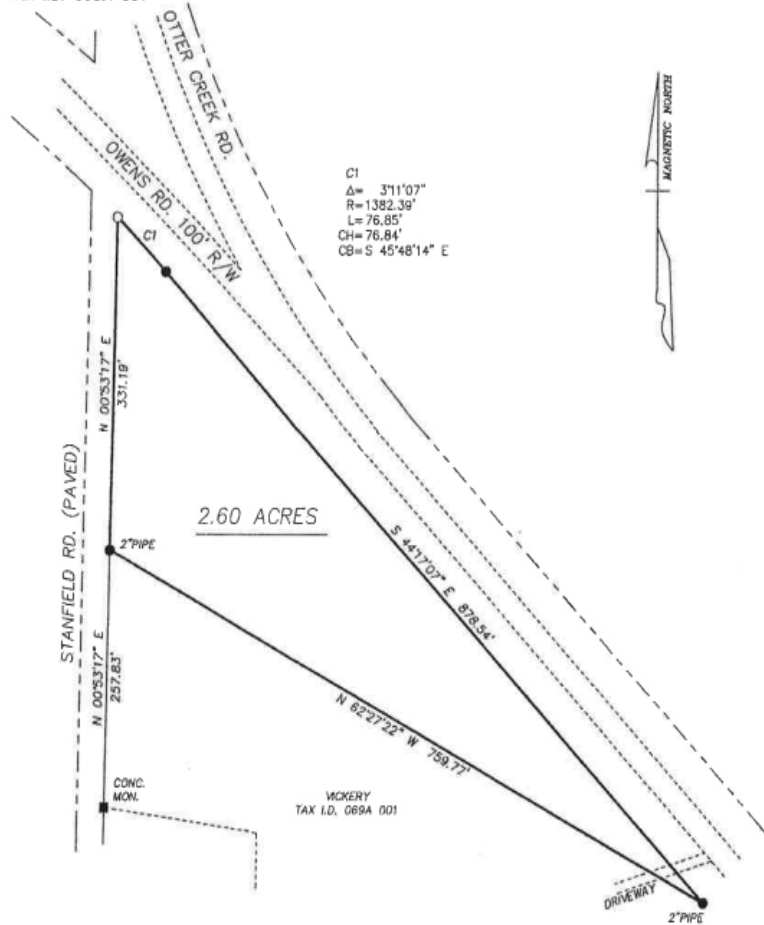 OTTER CREEK RD.
OWENS RD. 100' R/W
C1
Δ= 3°11'07"
R=1382.39'
L=76.85'
CH=76.84'
CB=S 45°48'14" E
MAGNETIC NORTH
C1
N 00°53'17" E
331.19'
STANFIELD RD. (PAVED)
2.60 ACRES
2"PIPE
S 44°17'07" E 878.54'
N 00°53'17" E
257.83'
N 62°27'22" W 759.77'
CONC.
MON.
VICKERY
TAX I.D. 069A 001
DRIVEWAY
2"PIPE